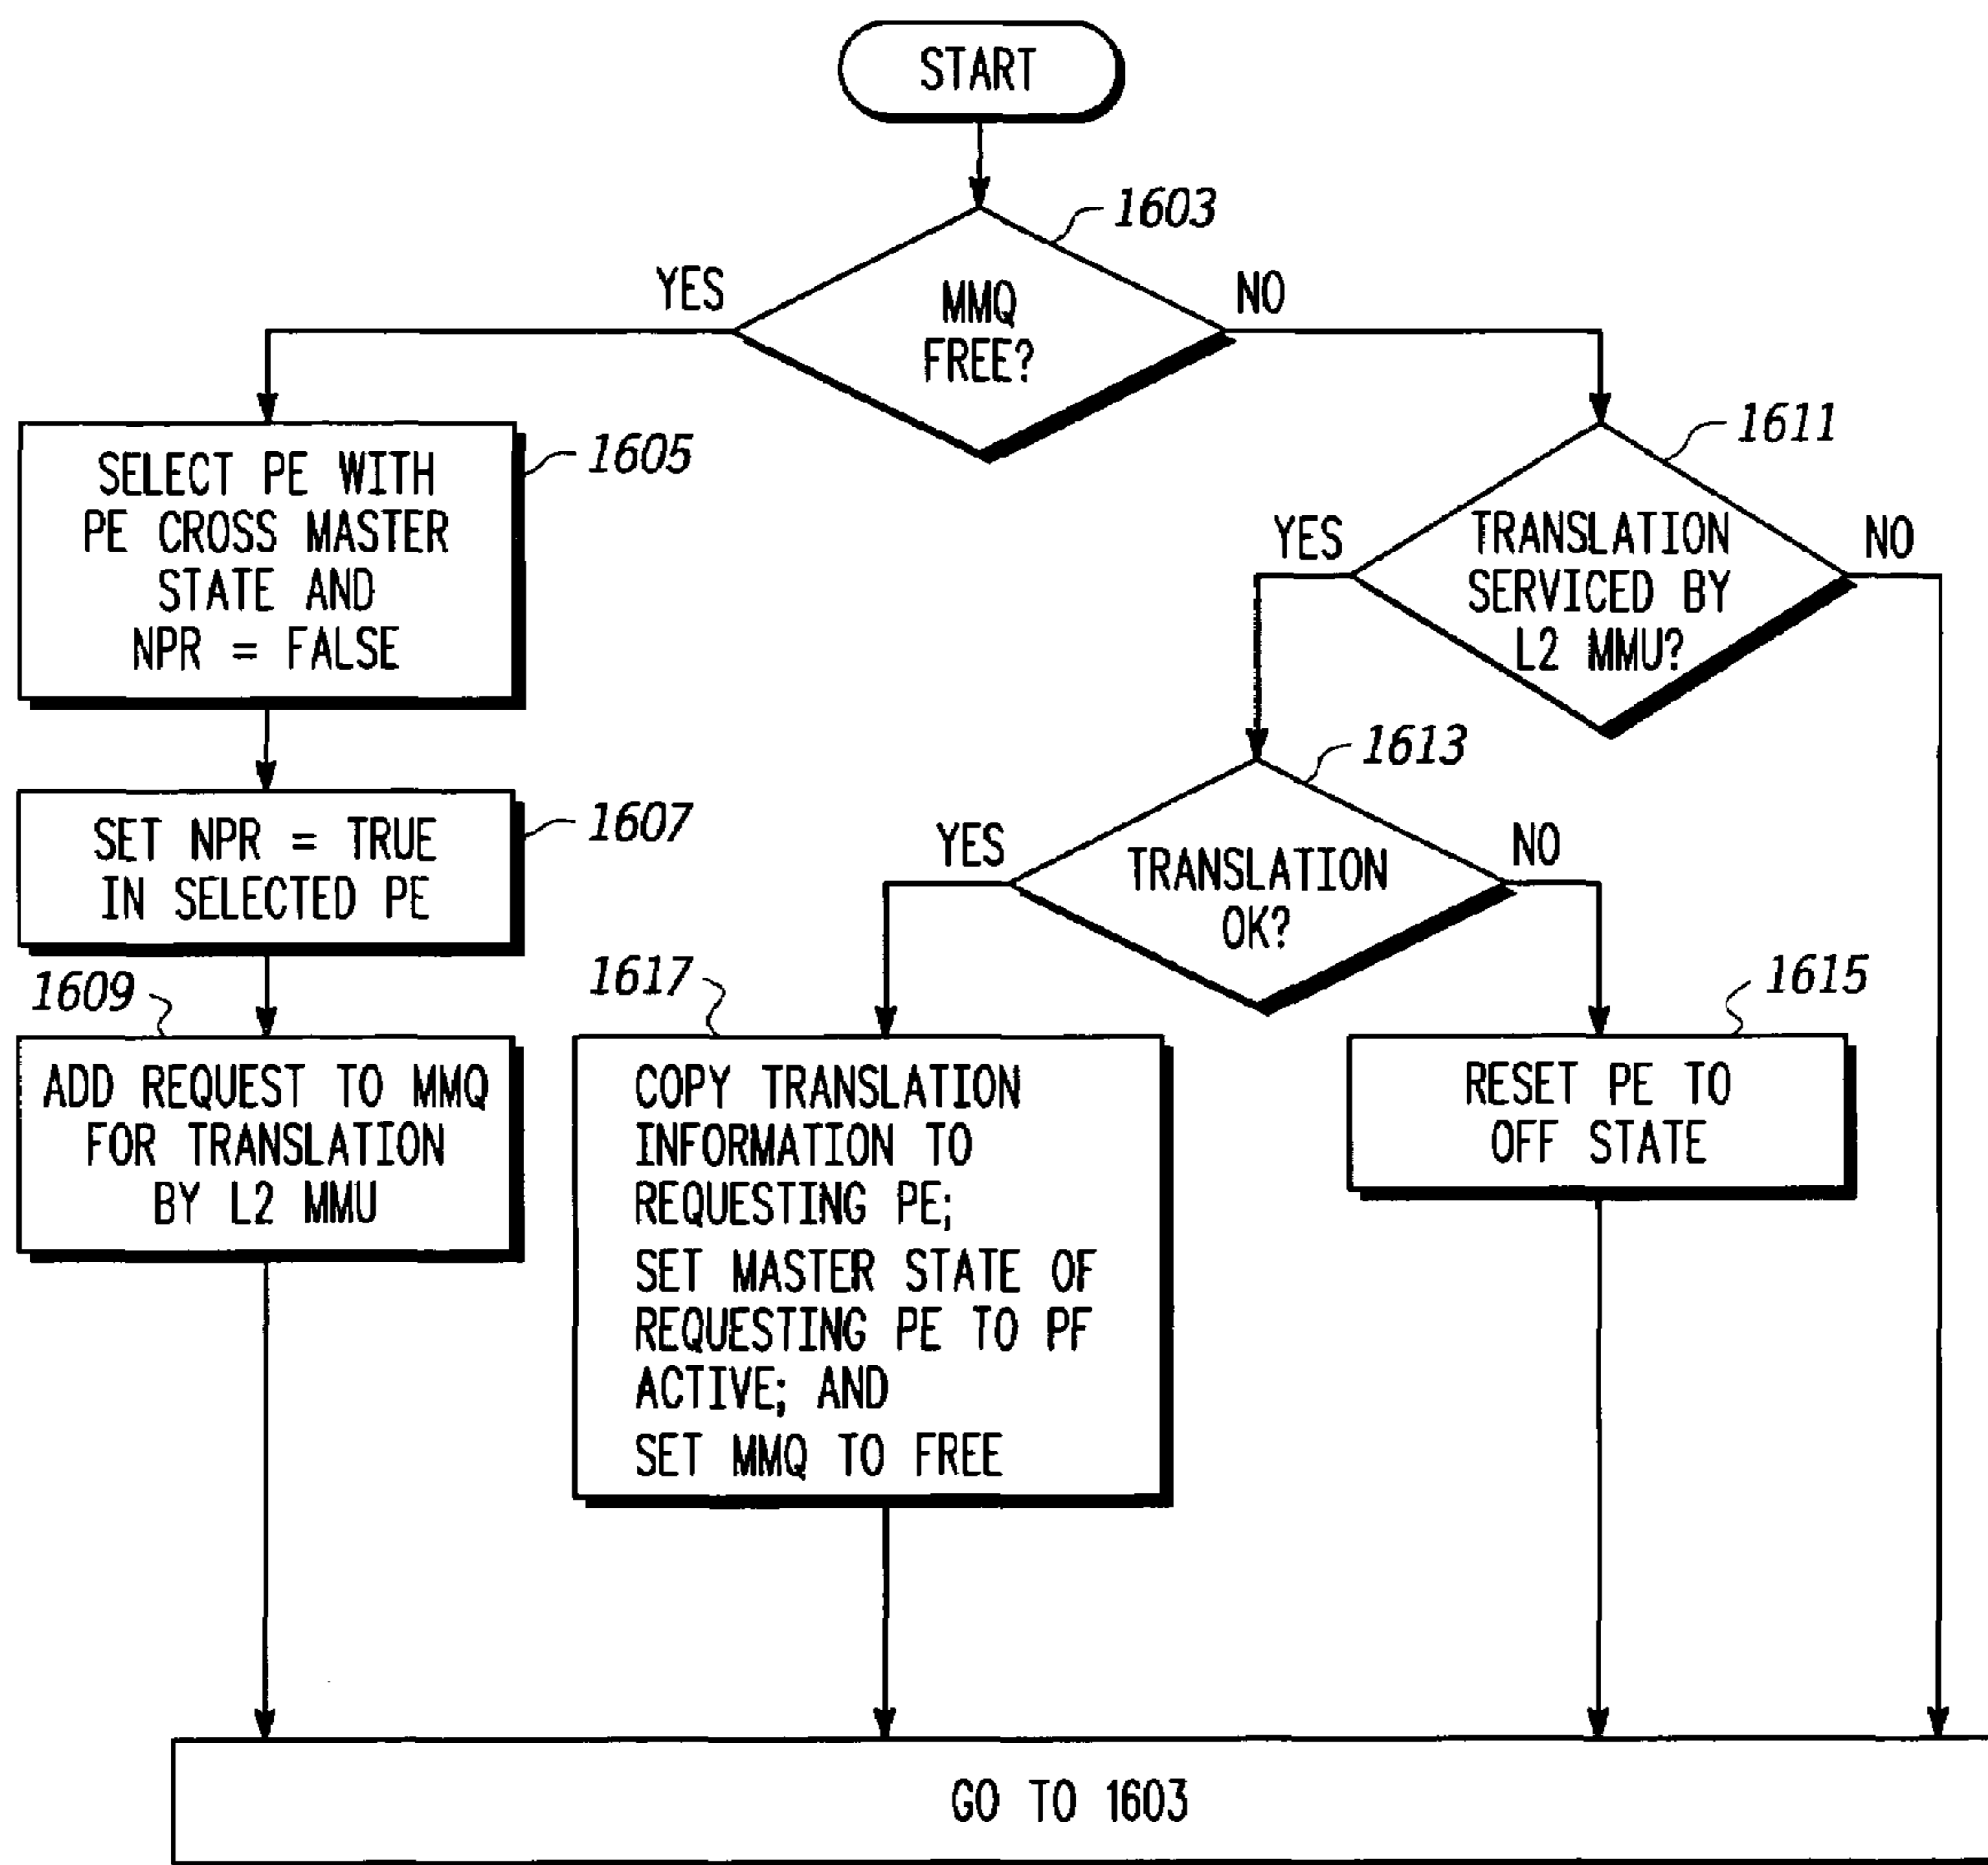 START
1603
YES
MMQ
FREE?
NO
1605
SELECT PE WITH
PE CROSS MASTER
STATE AND
NPR = FALSE
1607
SET NPR = TRUE
IN SELECTED PE
1609
ADD REQUEST TO MMQ
FOR TRANSLATION
BY L2 MMU
1611
YES
TRANSLATION
SERVICED BY
L2 MMU?
NO
1613
YES
TRANSLATION
OK?
NO
1617
COPY TRANSLATION
INFORMATION TO
REQUESTING PE;
SET MASTER STATE OF
REQUESTING PE TO PF
ACTIVE; AND
SET MMQ TO FREE
1615
RESET PE TO
OFF STATE
GO TO 1603